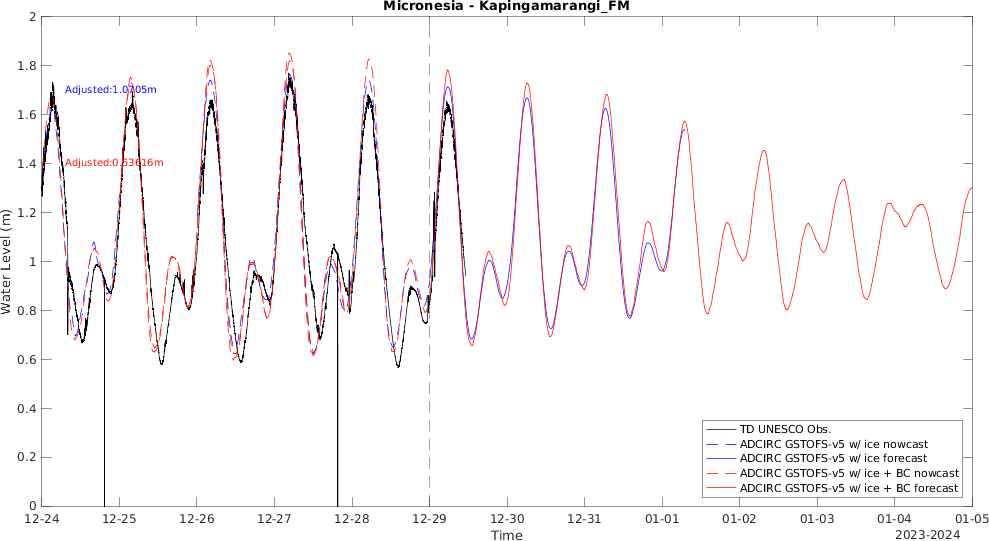 Micronesia - Kapingamarangi_FM
Water Level (m)
2
1.8
1.6
1.4
1.2
1
0.8
0.6
0.4
0.2
0
Adjusted:1.0705m
Adjusted:0.53616m
TD UNESCO Obs.
ADCIRC GSTOFS-v5 w/ ice nowcast
ADCIRC GSTOFS-v5 w/ ice forecast
ADCIRC GSTOFS-v5 w/ ice + BC nowcast
ADCIRC GSTOFS-v5 w/ ice + BC forecast
12-24 12-25 12-26 12-27 12-28 12-29 12-30 12-31 01-01 01-02 01-03 01-04 01-05
Time
2023-2024